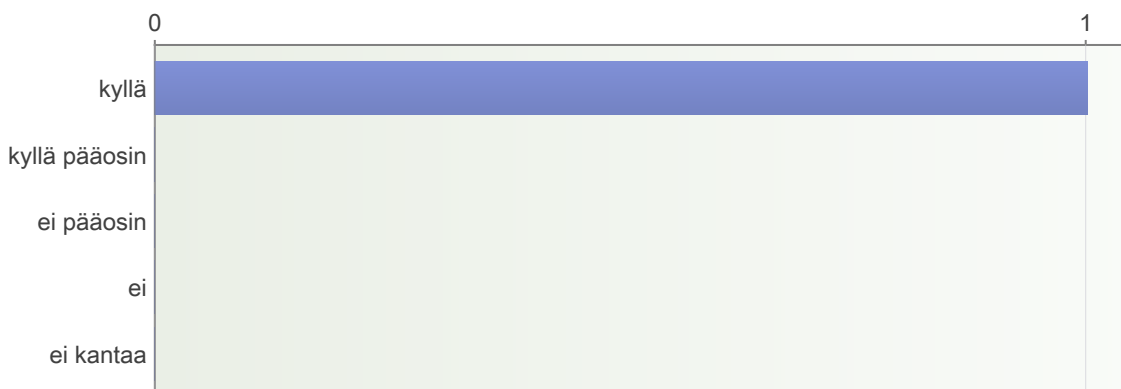 0 1
kyllä
kyllä pääosin
ei pääosin
ei
ei kantaa